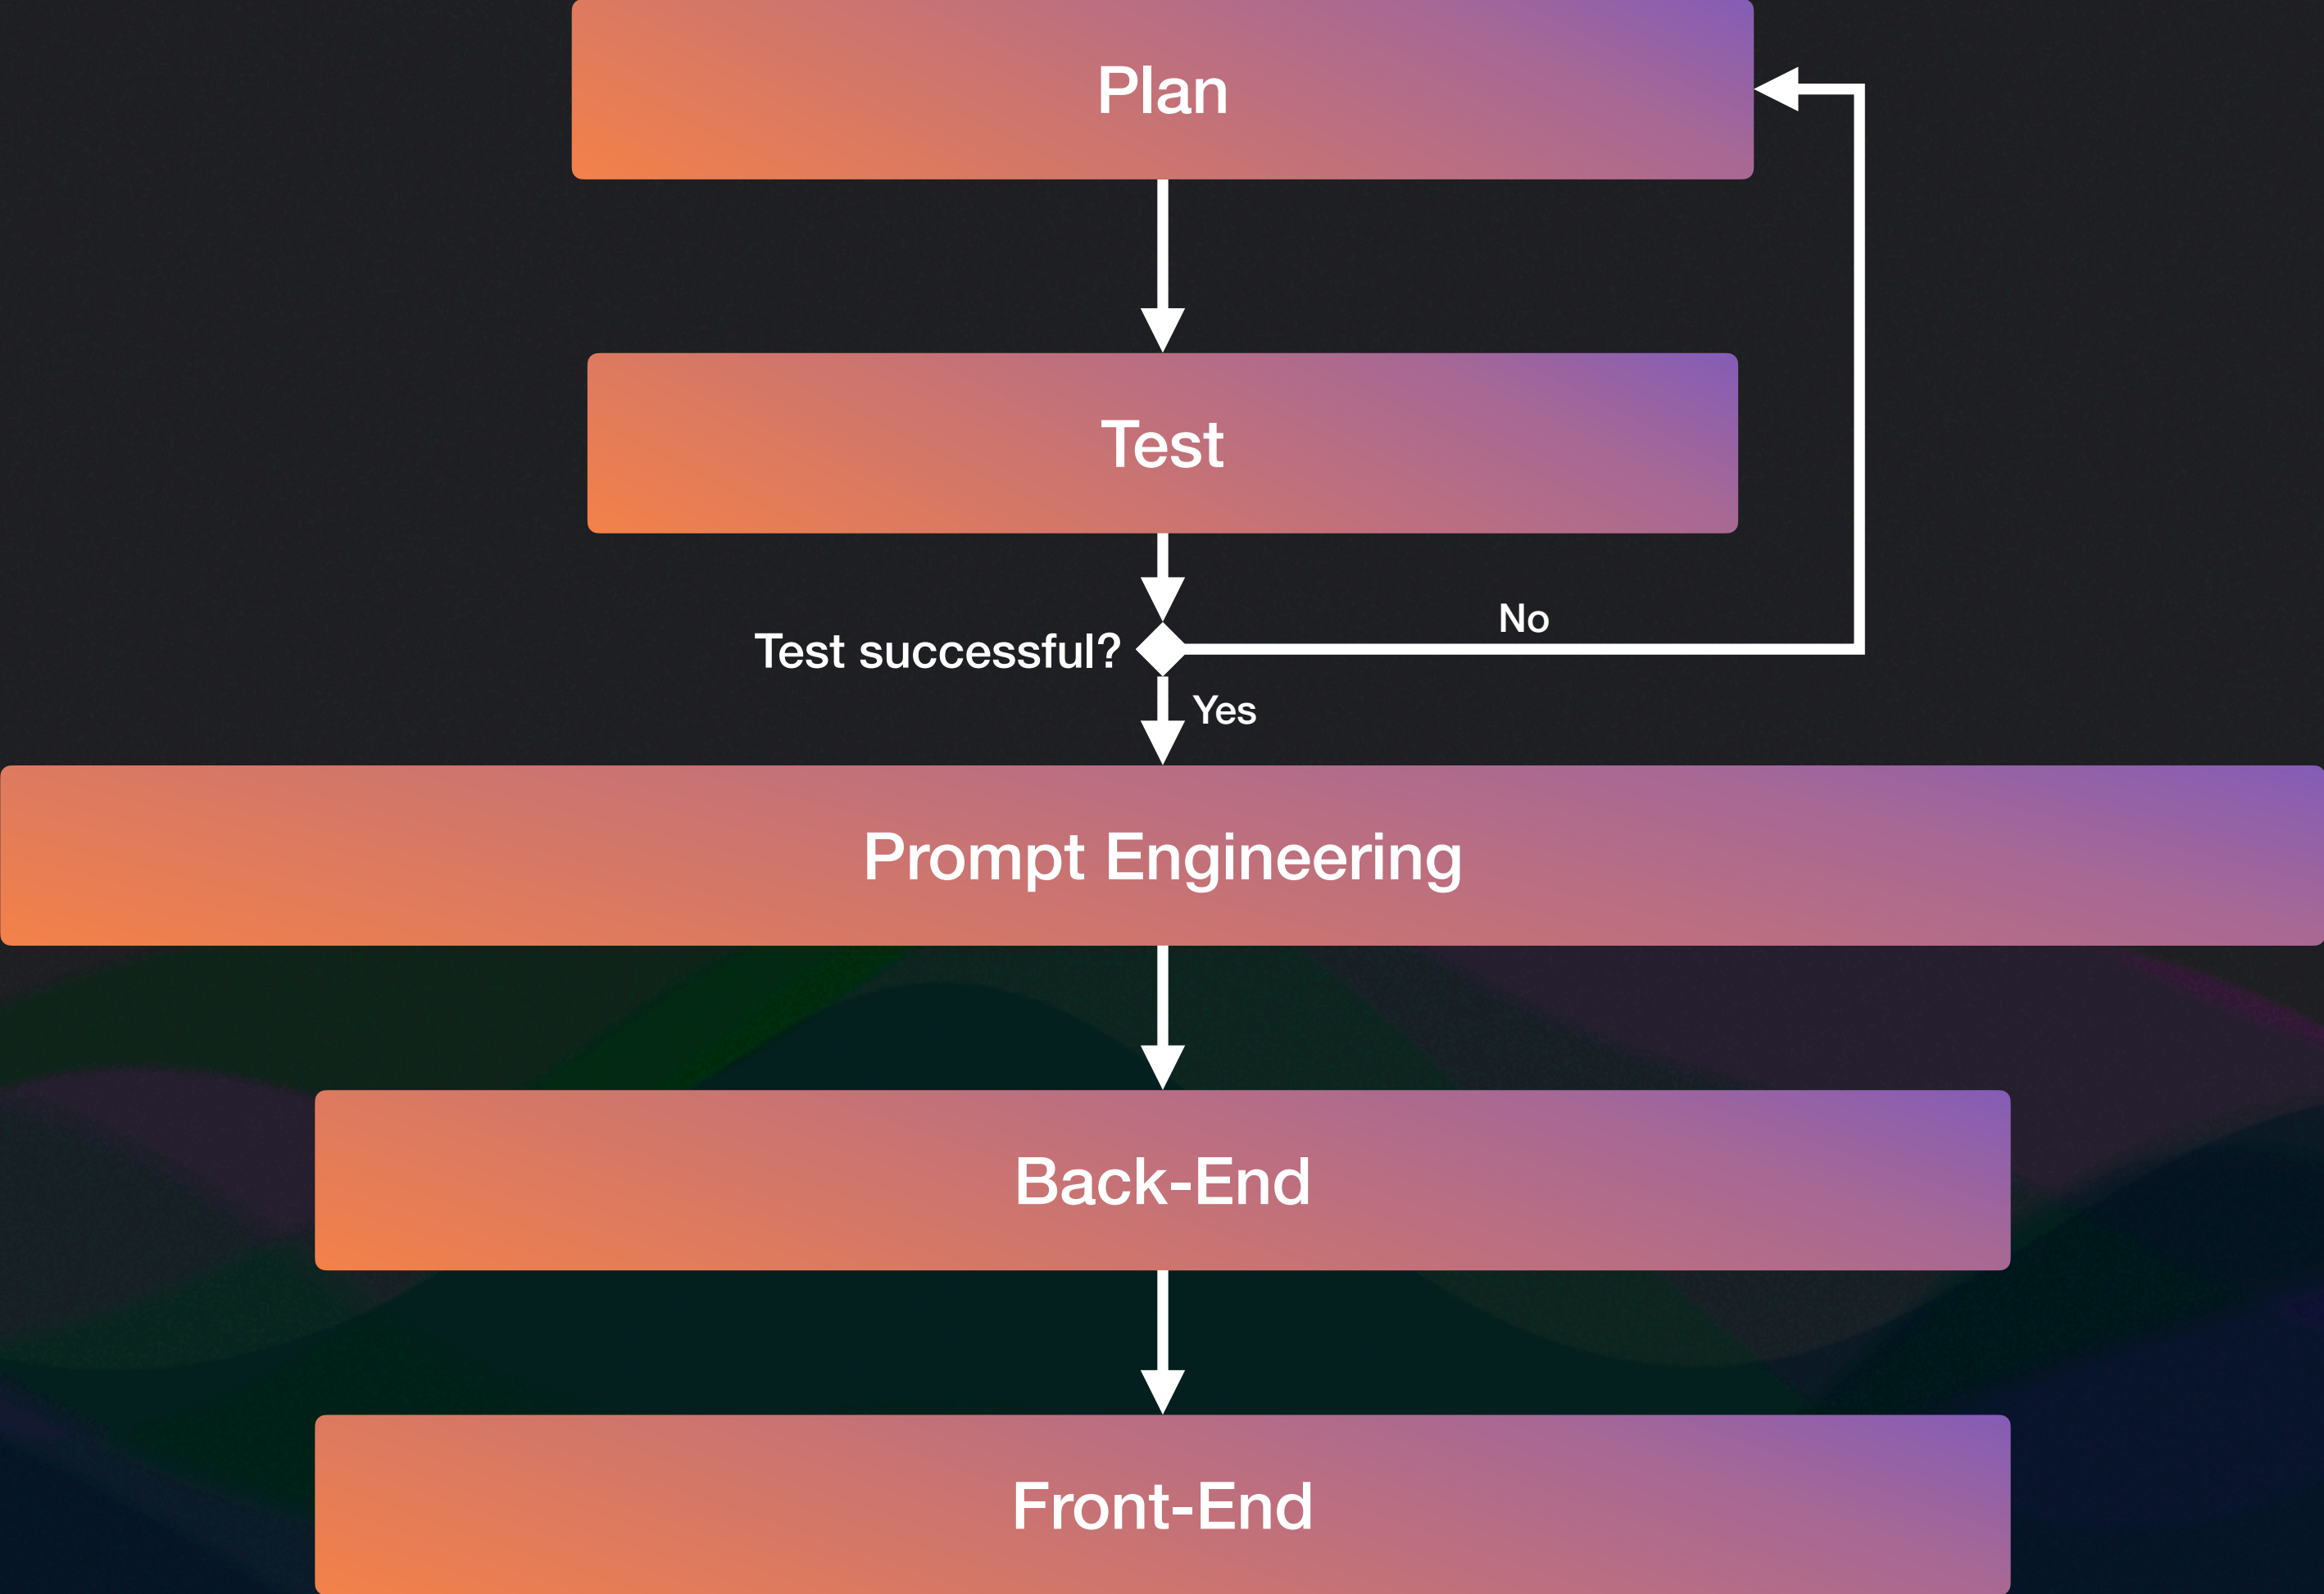 Plan
Test
Test successful?
No
Yes
Prompt Engineering
Back-End
Front-End